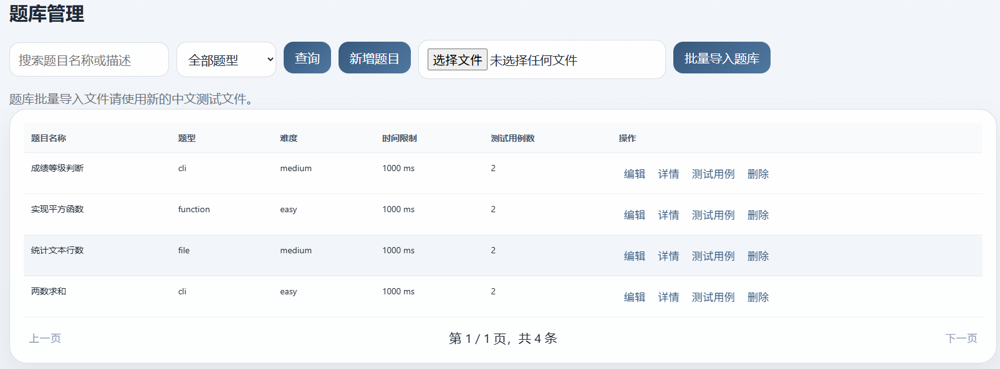 题库管理
搜索题目名称或描述 全部题型 查询 新增题目 选择文件 未选择任何文件 批量导入题库
题库批量导入文件请使用新的中文测试文件。
题目名称 题型 难度 时间限制 测试用例数 操作
成绩等级判断 cli medium 1000 ms 2 编辑 详情 测试用例 删除
实现平方函数 function easy 1000 ms 2 编辑 详情 测试用例 删除
统计文本行数 file medium 1000 ms 2 编辑 详情 测试用例 删除
两数求和 cli easy 1000 ms 2 编辑 详情 测试用例 删除
上一页 第 1 / 1 页，共 4 条 下一页